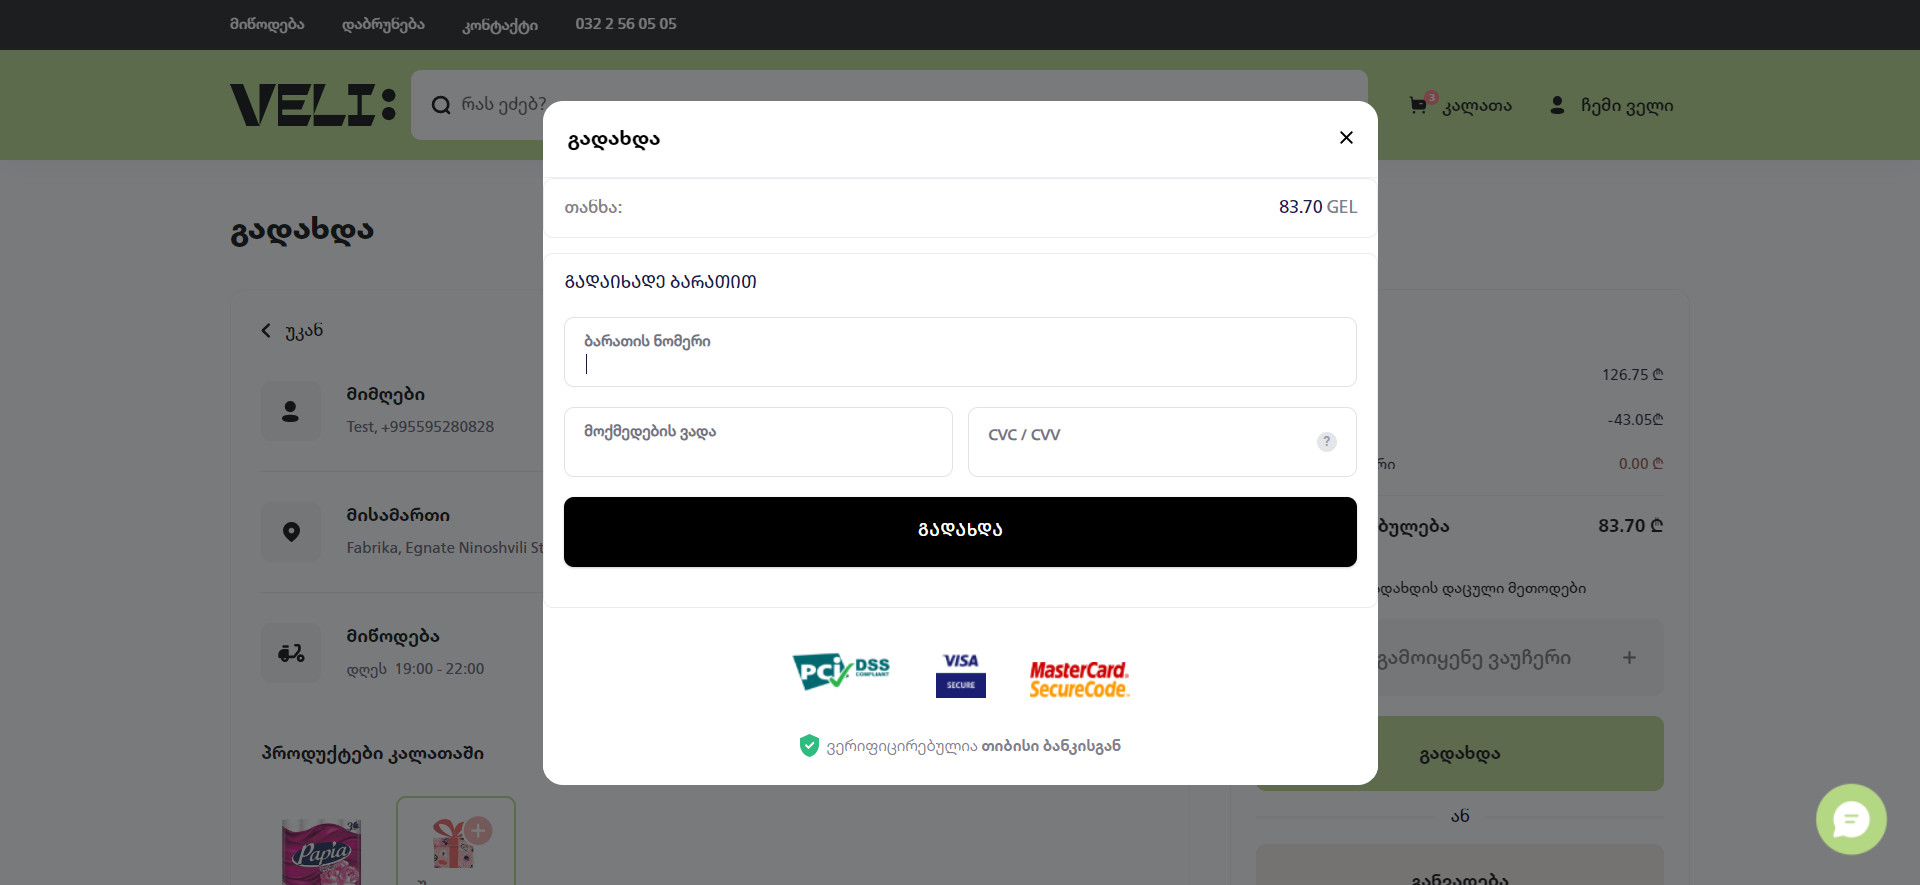 მიწოდება დაბრუნება კონტაქტი 032 2 56 05 05
VELI:
რას ეძებ?
3
კალათა
ჩემი ველი
გადახდა
გადახდა
თანხა:
83.70 GEL
გადაიხადე ბარათით
ბარათის ნომერი
მოქმედების ვადა
CVC / CVV
?
გადახდა
PCI DSS
COMPLIANT
VISA
SECURE
MasterCard.
SecureCode.
ვერიფიცირებულია თიბისი ბანკისგან
უკან
მიმღები
Test, +995595280828
მისამართი
Fabrika, Egnate Ninoshvili St
მიწოდება
დღეს 19:00 - 22:00
პროდუქტები კალათაში
Papia
126.75 ₾
-43.05₾
რი
0.00 ₾
ბულება
83.70 ₾
ადახდის დაცული მეთოდები
გამოიყენე ვაუჩერი
გადახდა
ან
განვადება